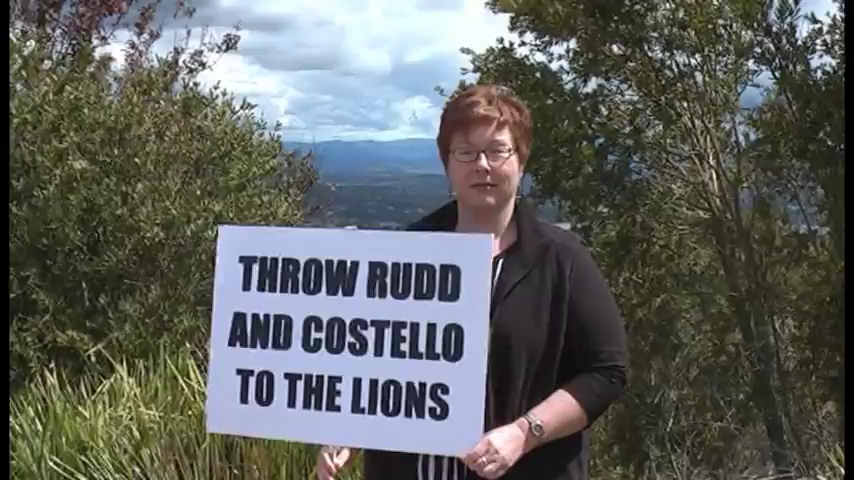 THROW RUDD
AND COSTELLO
TO THE LIONS